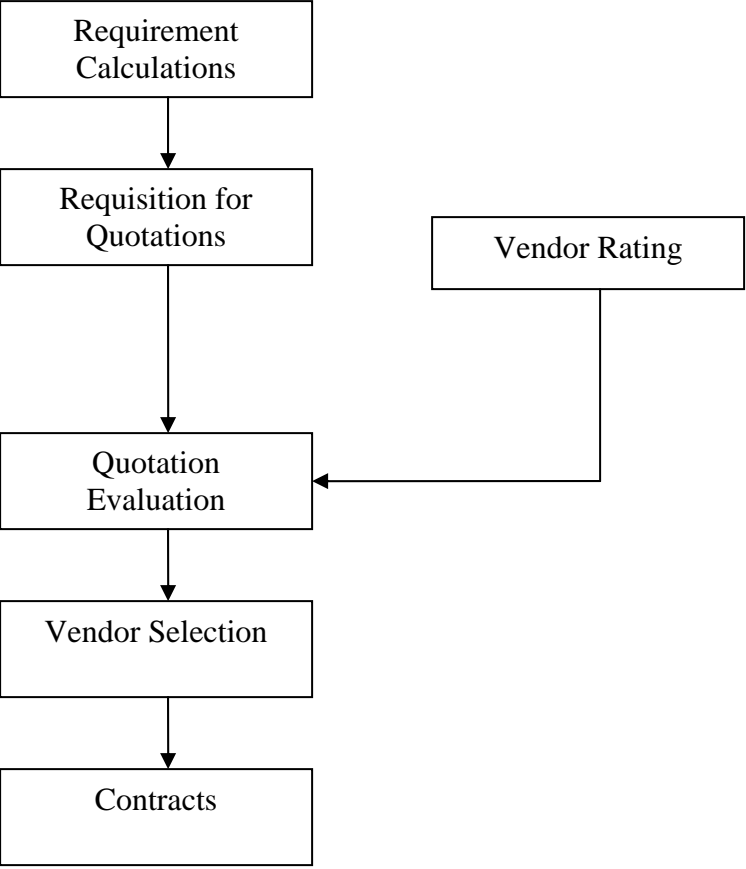 Requirement
Calculations
Requisition for
Quotations
Vendor Rating
Quotation
Evaluation
Vendor Selection
Contracts